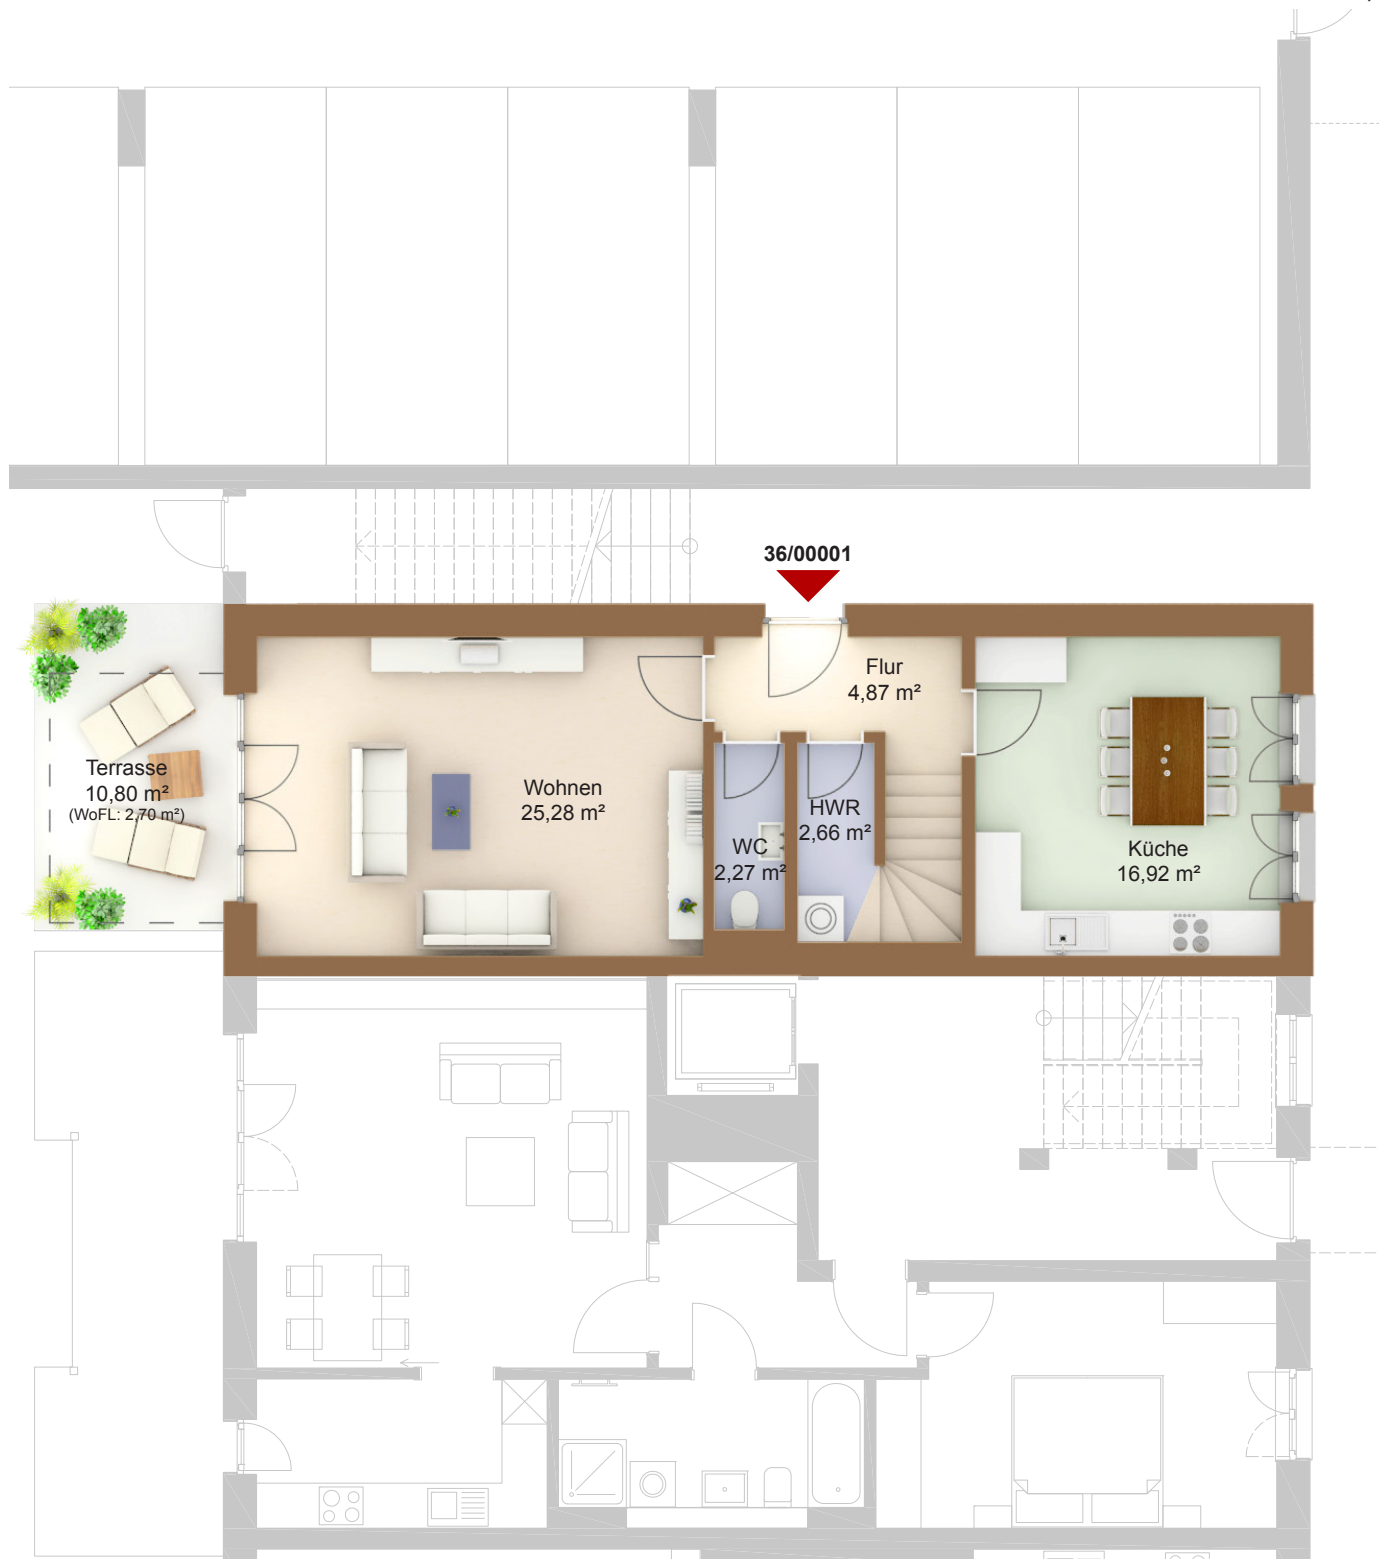 36/00001
Flur
4,87 m²
Terrasse
10,80 m²
(WoFL: 2,70 m²)
Wohnen
25,28 m²
HWR
2,66 m²
WC
2,27 m²
Küche
16,92 m²